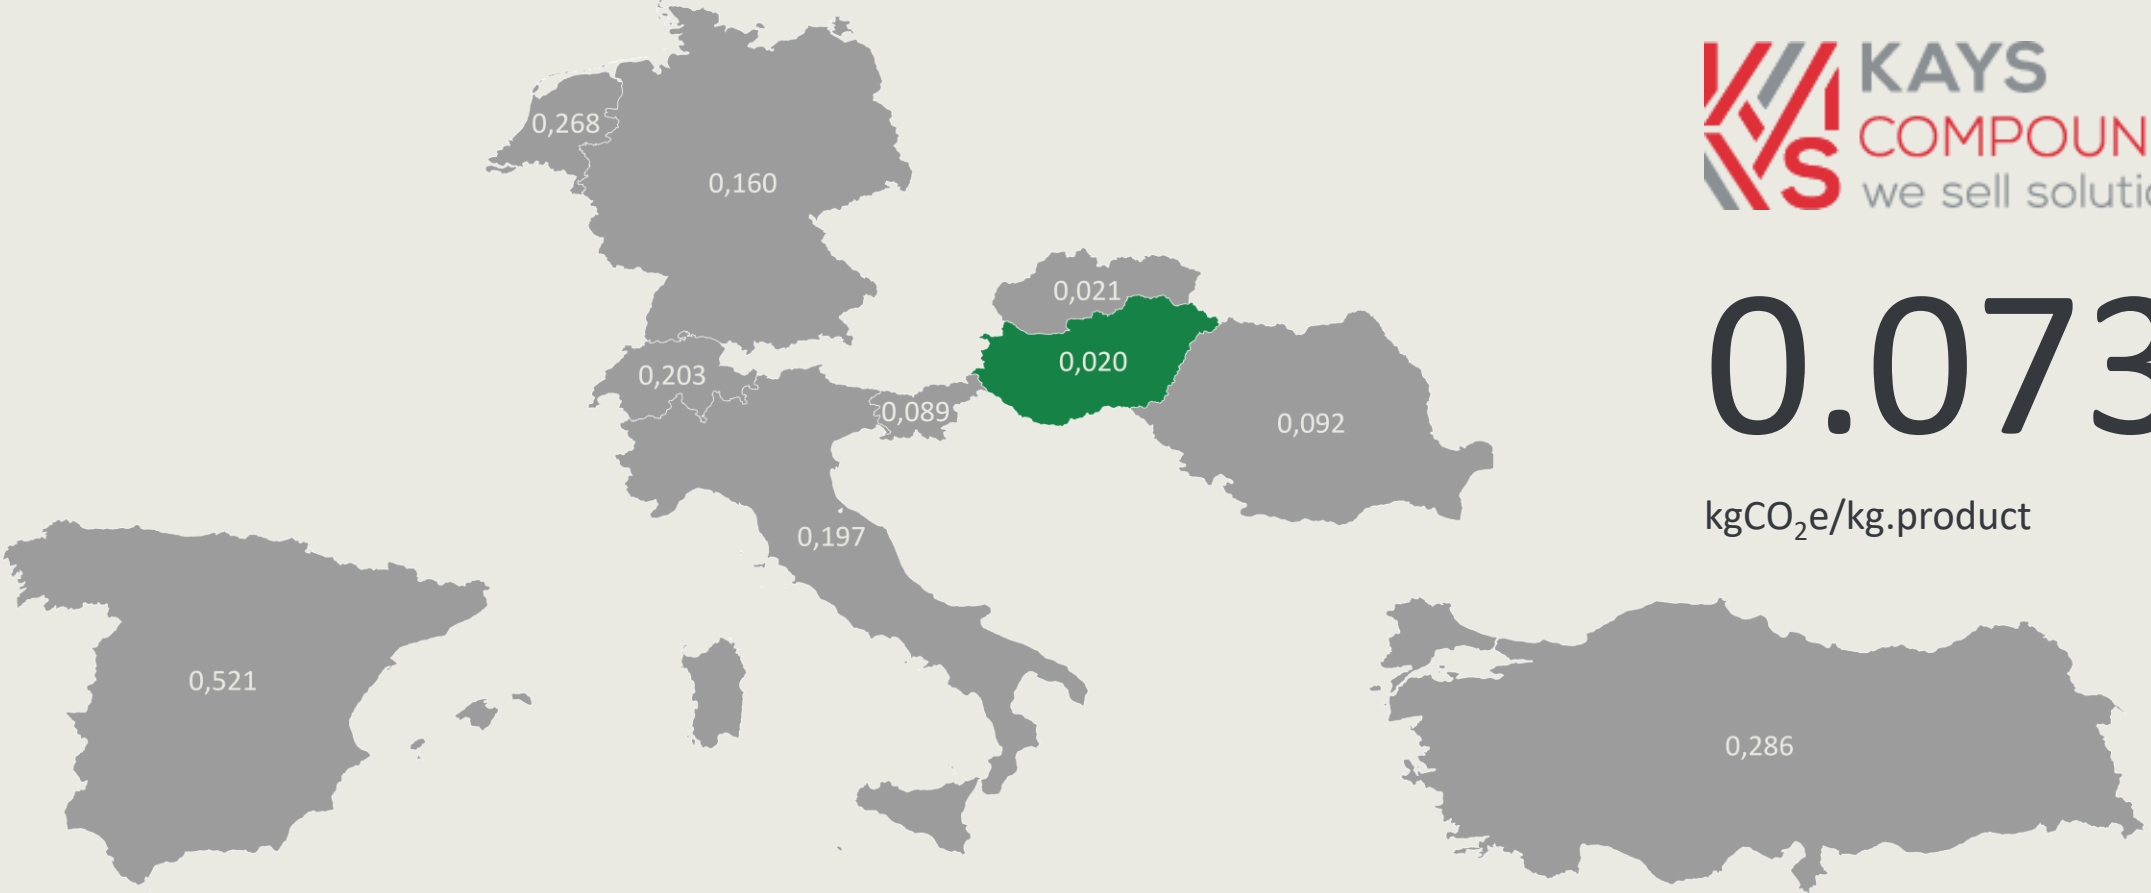 KAYS
COMPOUN
we sell soluti
0,268
0,160
0,021
0.073
0,020
0,203
0,089
0,092
kgCO₂e/kg.product
0,197
0,521
0,286